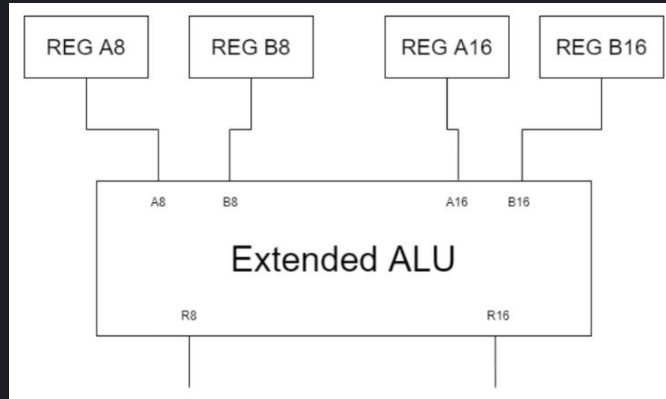 REG A8
REG B8
REG A16
REG B16
A8
B8
A16
B16
Extended ALU
R8
R16